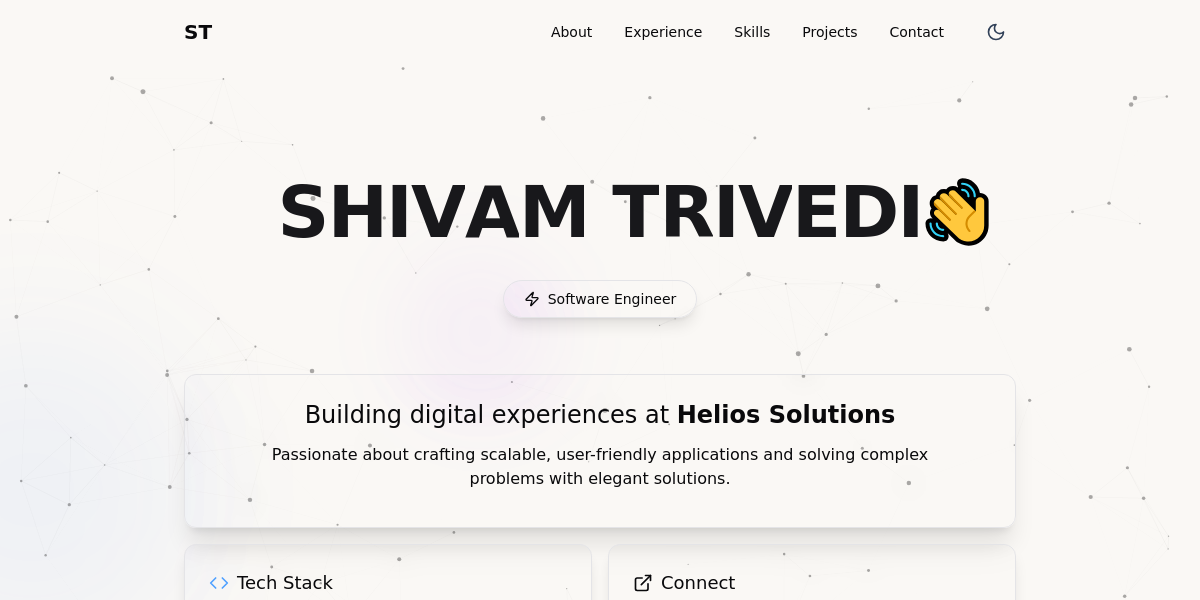 ST
About
Experience
Skills
Projects
Contact
SHIVAM TRIVEDI
Software Engineer
Building digital experiences at Helios Solutions
Passionate about crafting scalable, user-friendly applications and solving complex
problems with elegant solutions.
Tech Stack
Connect